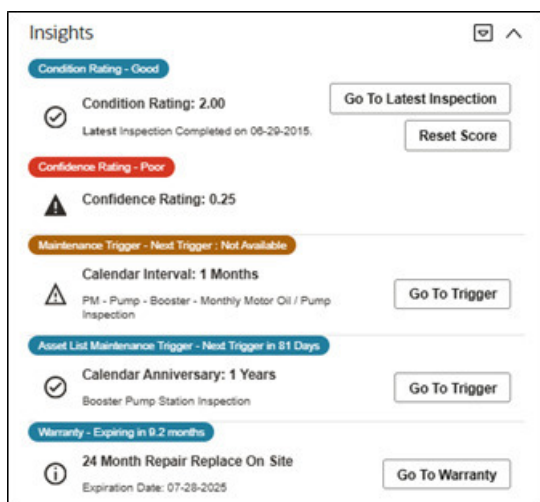 Insights
Condition Rating - Good
Condition Rating: 2.00
Go To Latest Inspection
Latest Inspection Completed on 06-29-2015.
Reset Score
Confidence Rating - Poor
Confidence Rating: 0.25
Maintenance Trigger - Next Trigger : Not Available
Calendar Interval: 1 Months
PM - Pump - Booster - Monthly Motor Oil / Pump
Inspection
Go To Trigger
Asset List Maintenance Trigger - Next Trigger in 81 Days
Calendar Anniversary: 1 Years
Booster Pump Station Inspection
Go To Trigger
Warranty - Expiring in 9.2 months
24 Month Repair Replace On Site
Expiration Date: 07-28-2025
Go To Warranty